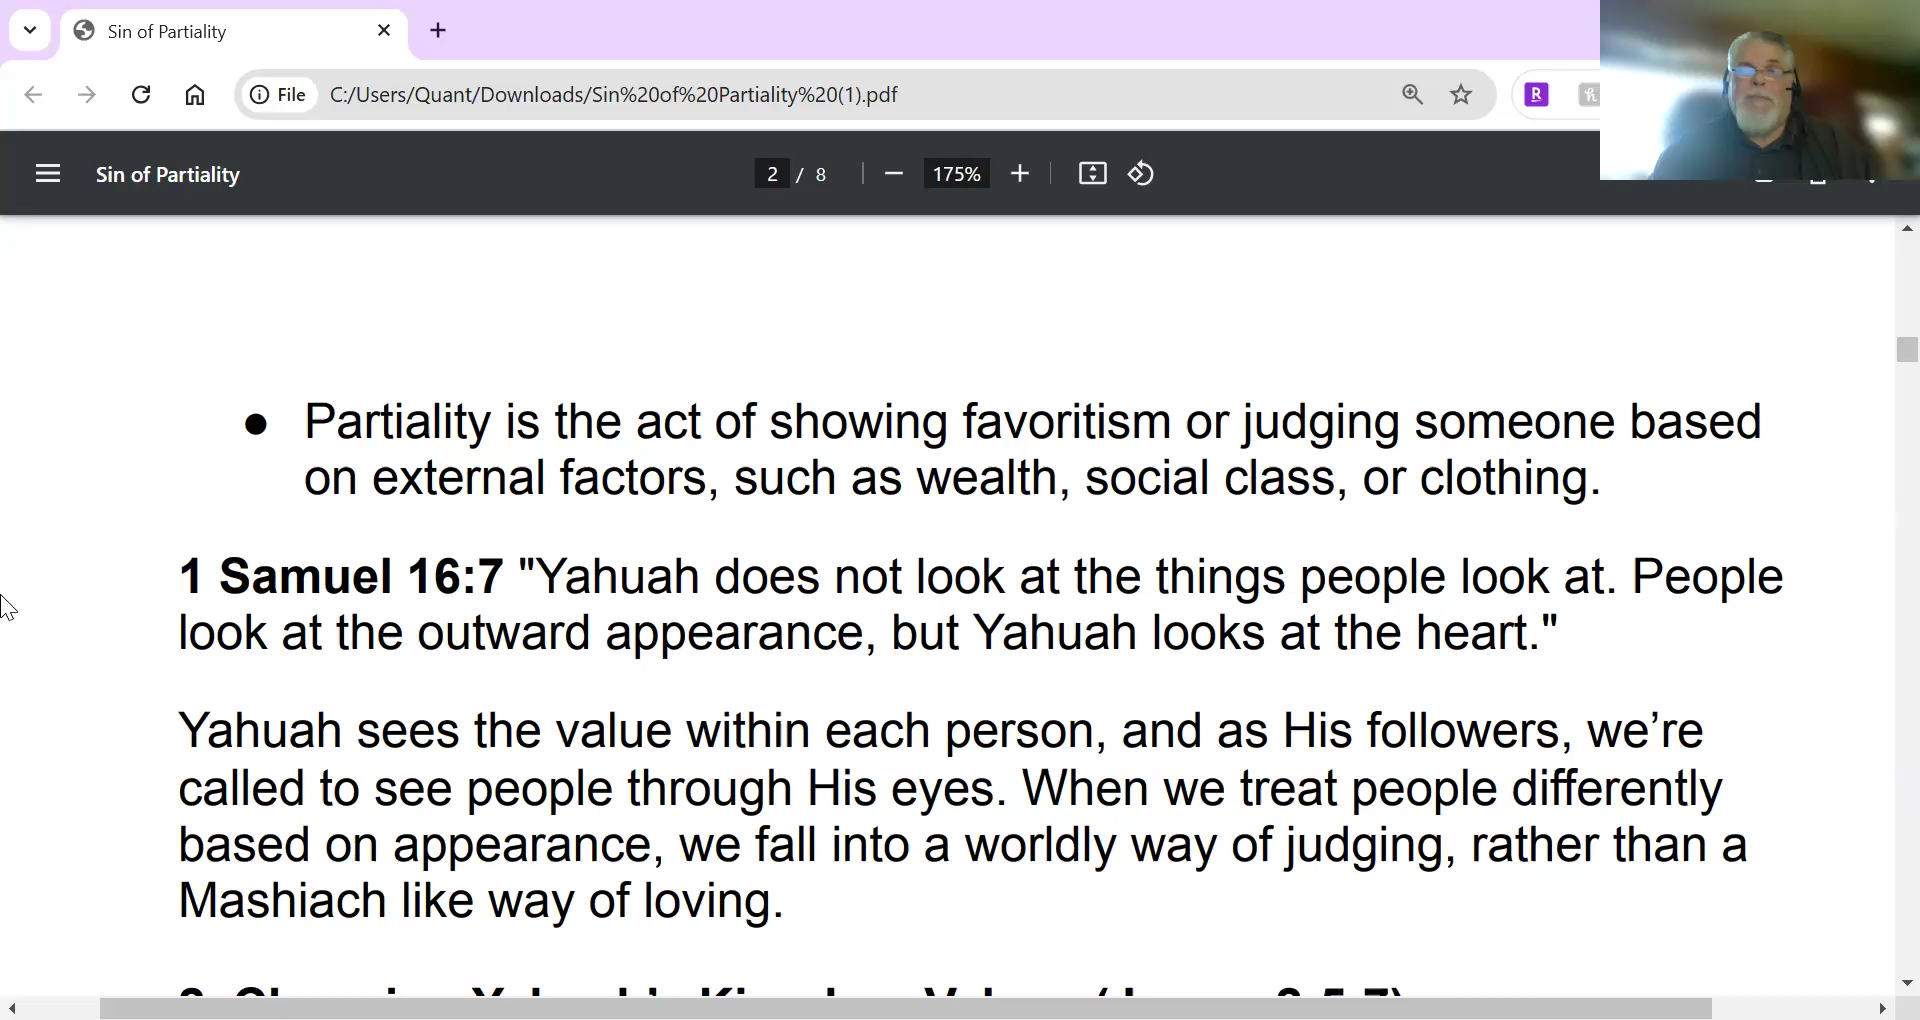 Sin of Partiality
File C:/Users/Quant/Downloads/Sin%20of%20Partiality%20(1).pdf
R h
Sin of Partiality 2 / 8 175%
● Partiality is the act of showing favoritism or judging someone based
on external factors, such as wealth, social class, or clothing.
1 Samuel 16:7 "Yahuah does not look at the things people look at. People
look at the outward appearance, but Yahuah looks at the heart."
Yahuah sees the value within each person, and as His followers, we’re
called to see people through His eyes. When we treat people differently
based on appearance, we fall into a worldly way of judging, rather than a
Mashiach like way of loving.